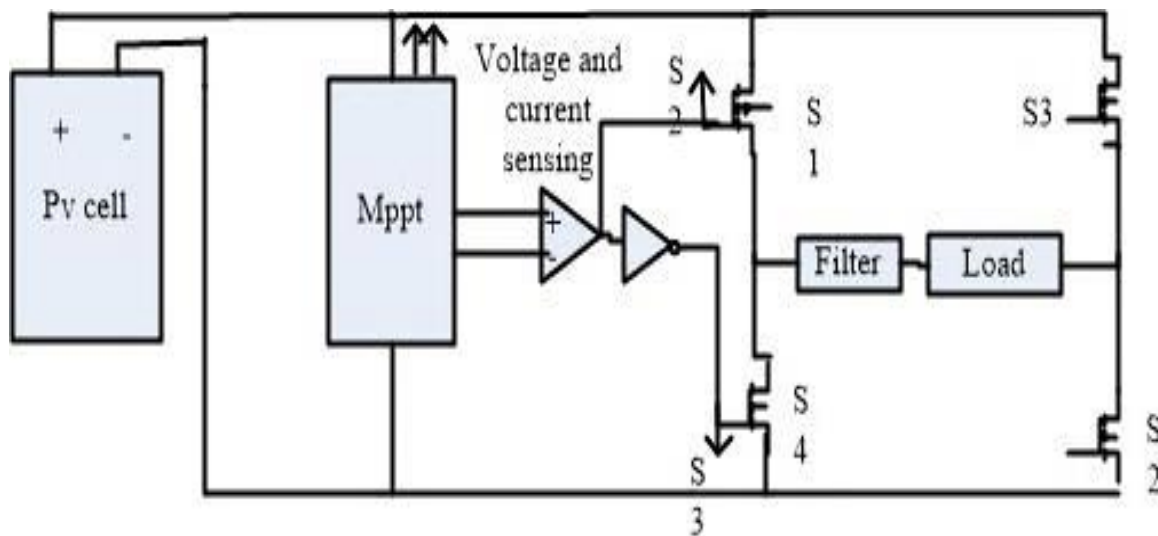 + -
Pv cell
Mppt
Voltage and
current
sensing
+
-
S
2
S
1
S3
Filter
Load
S
4
S
3
S
2